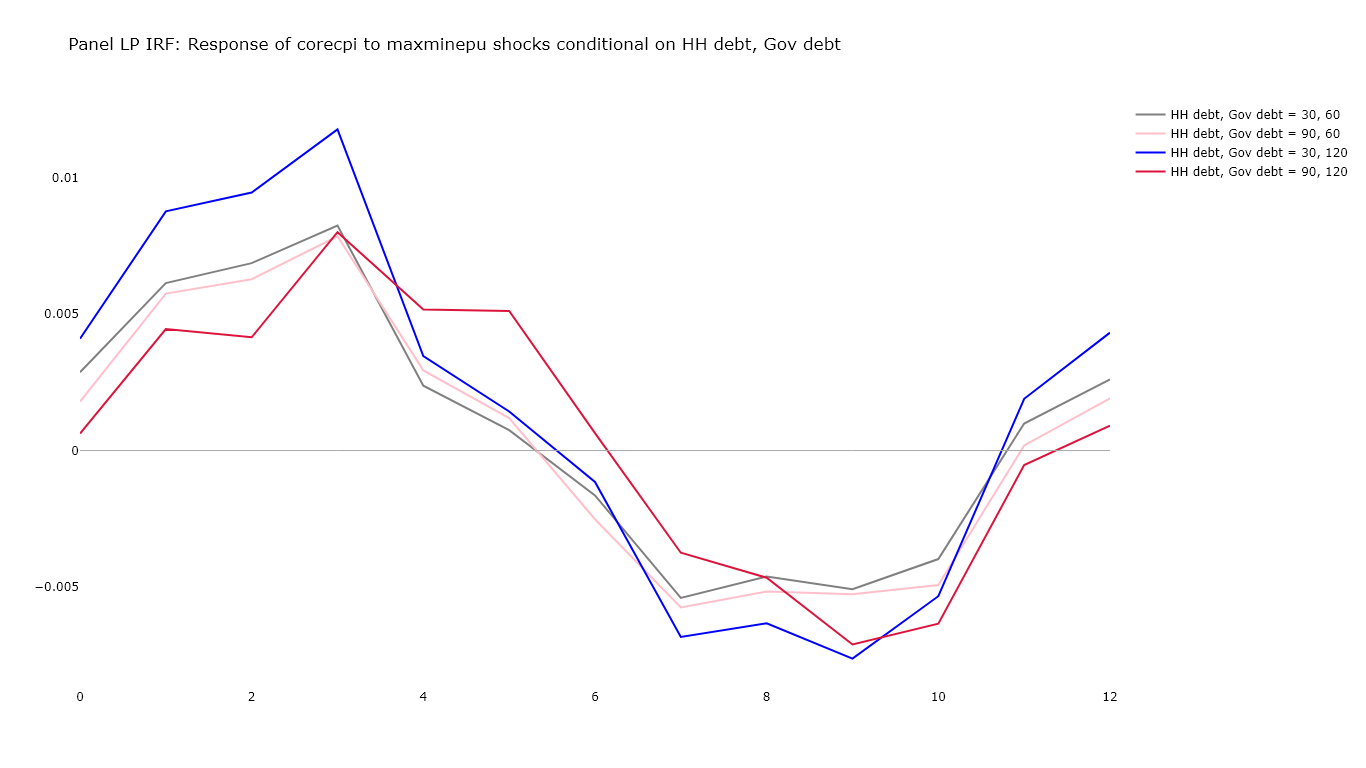 Panel LP IRF: Response of corecpi to maxminepu shocks conditional on HH debt, Gov debt
HH debt, Gov debt = 30, 60
HH debt, Gov debt = 90, 60
HH debt, Gov debt = 30, 120
HH debt, Gov debt = 90, 120
0.01
0.005
0
−0.005
0 2 4 6 8 10 12